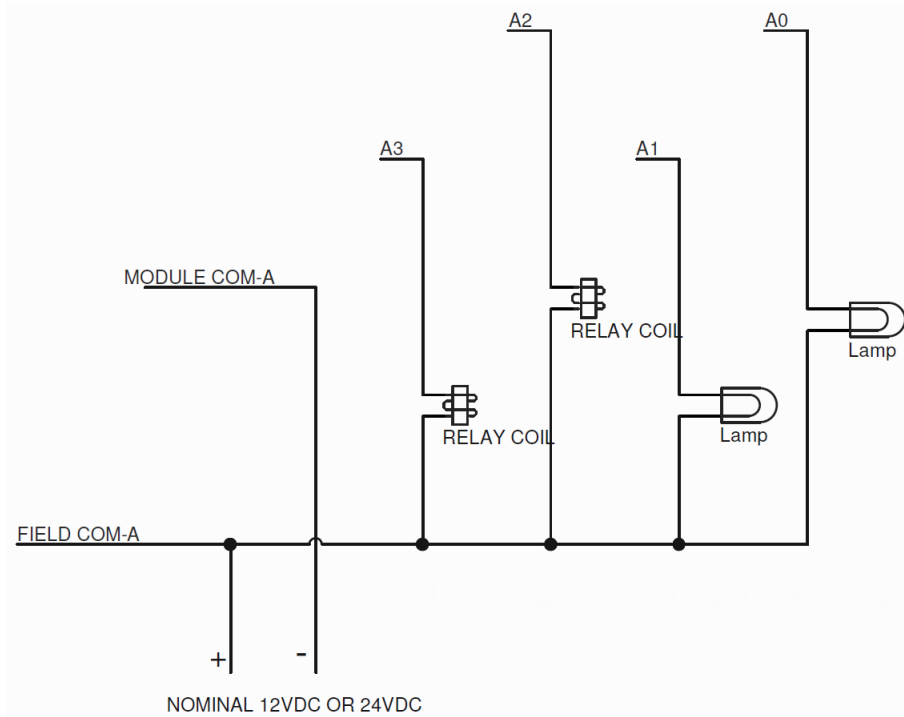 A2
A0
A3
A1
MODULE COM-A
RELAY COIL
Lamp
RELAY COIL
Lamp
FIELD COM-A
+
-
NOMINAL 12VDC OR 24VDC